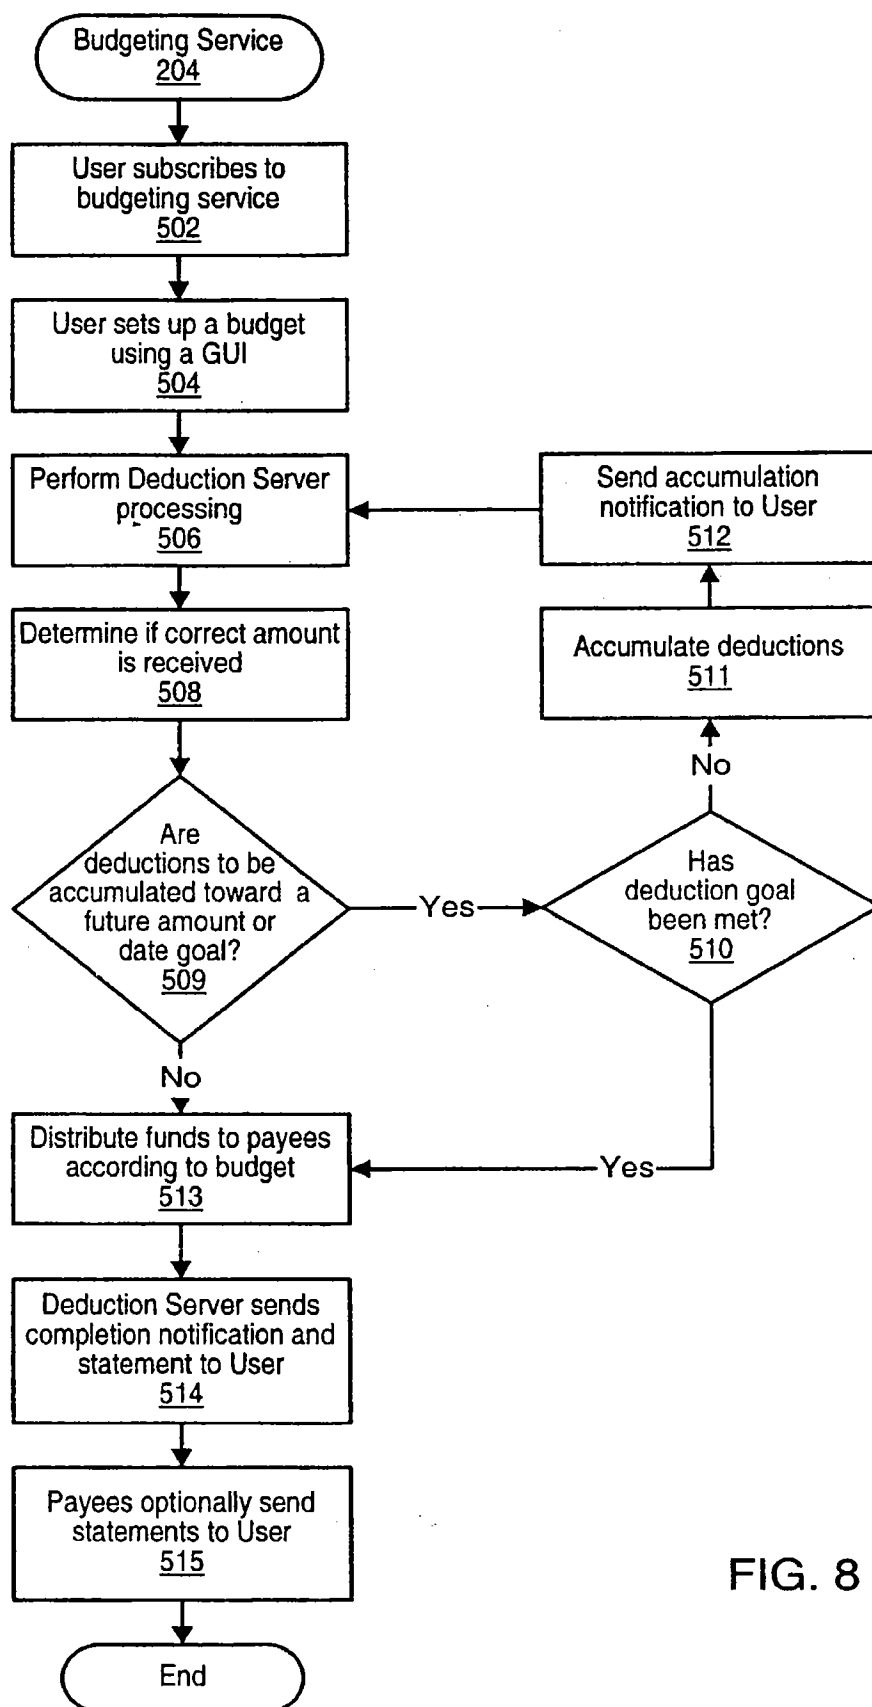 Budgeting Service
204
User subscribes to
budgeting service
502
User sets up a budget
using a GUI
504
Perform Deduction Server
processing
506
Send accumulation
notification to User
512
Determine if correct amount
is received
508
Accumulate deductions
511
No
Are
deductions to be
accumulated toward a
future amount or
date goal?
509
Yes
Has
deduction goal
been met?
510
No
Distribute funds to payees
according to budget
513
Yes
Deduction Server sends
completion notification and
statement to User
514
Payees optionally send
statements to User
515
FIG. 8
End